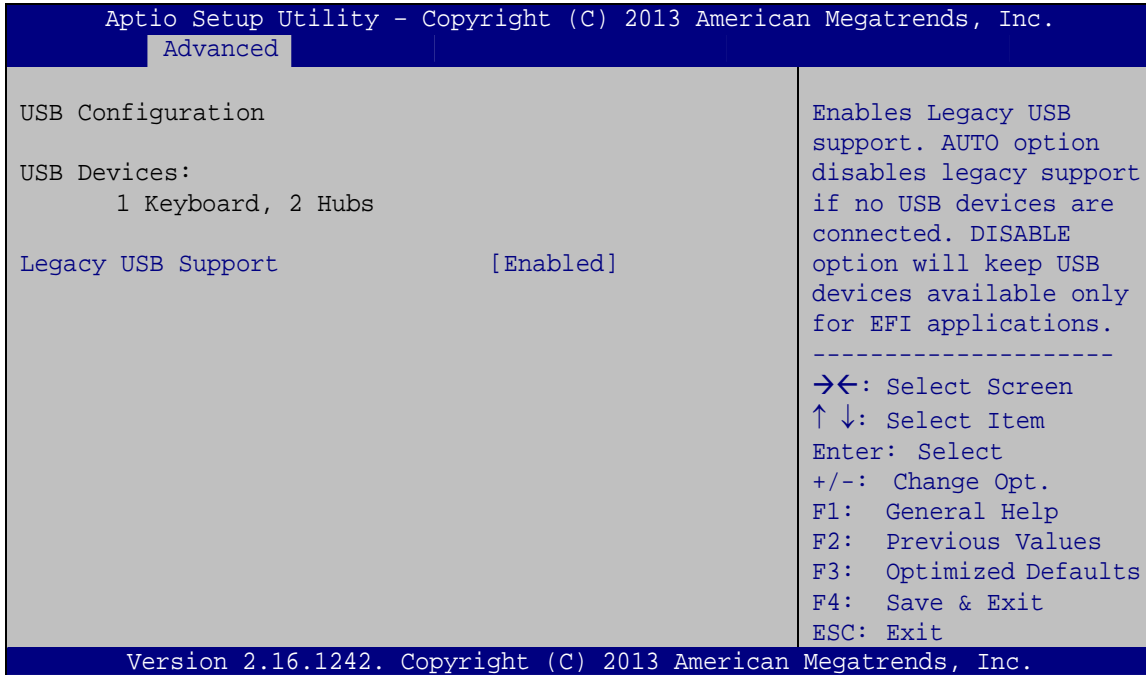 Aptio Setup Utility – Copyright (C) 2013 American Megatrends, Inc.
Advanced
USB Configuration
USB Devices:
1 Keyboard, 2 Hubs
Legacy USB Support [Enabled]
Enables Legacy USB
support. AUTO option
disables legacy support
if no USB devices are
connected. DISABLE
option will keep USB
devices available only
for EFI applications.
---------------------
→←: Select Screen
↑ ↓: Select Item
Enter: Select
+/-: Change Opt.
F1: General Help
F2: Previous Values
F3: Optimized Defaults
F4: Save & Exit
ESC: Exit
Version 2.16.1242. Copyright (C) 2013 American Megatrends, Inc.